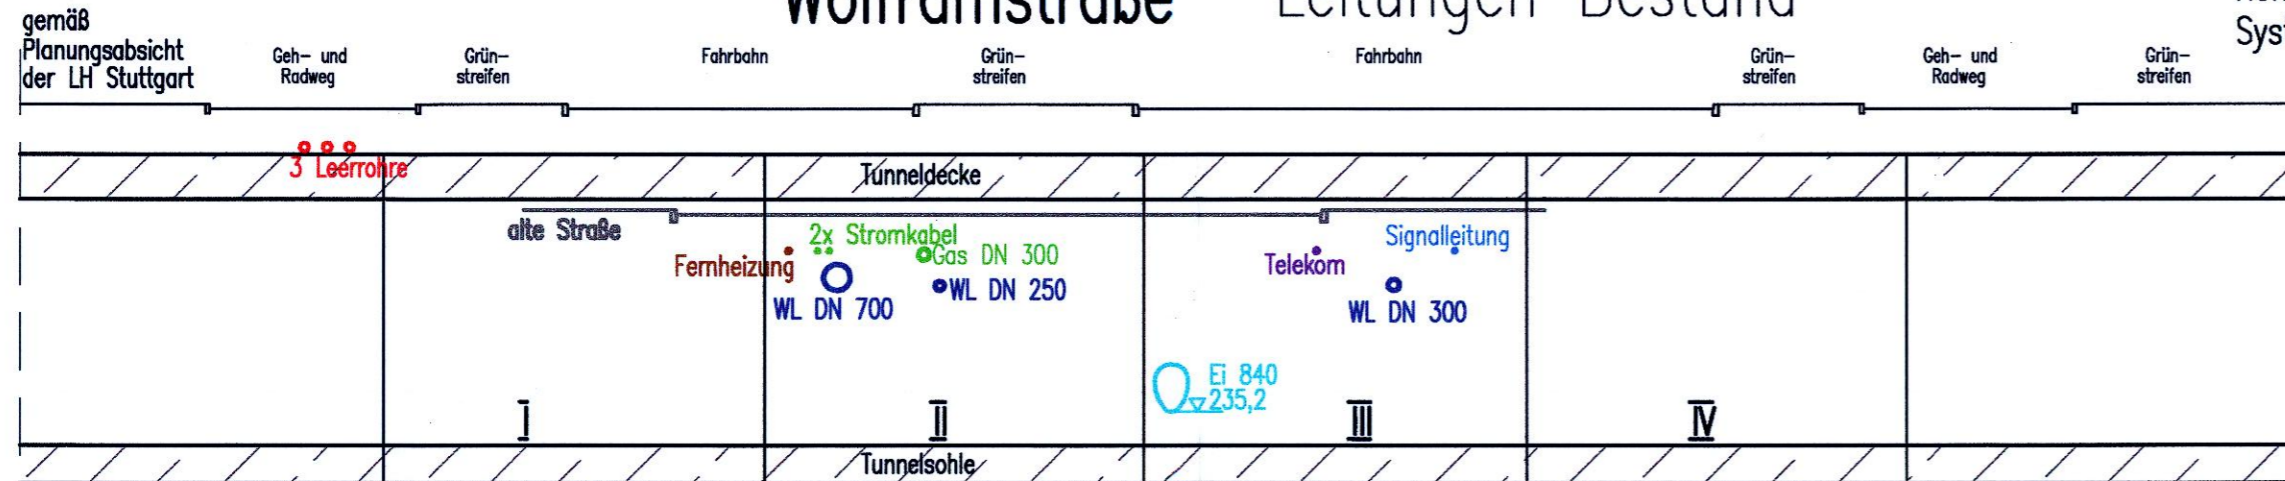 Wolframstraße Leitungen Bestand
gemäß
Planungsabsicht
der LH Stuttgart
Geh- und
Radweg
Grün-
streifen
Fahrbahn
Grün-
streifen
Fahrbahn
Grün-
streifen
Geh- und
Radweg
Grün-
streifen
Syst
3 Leerrohre
Tunneldecke
alte Straße
2x Stromkabel
Fernheizung
Gas DN 300
WL DN 700
WL DN 250
Telekom
Signalleitung
WL DN 300
Ei 840
235,2
I
II
III
IV
Tunnelsohle